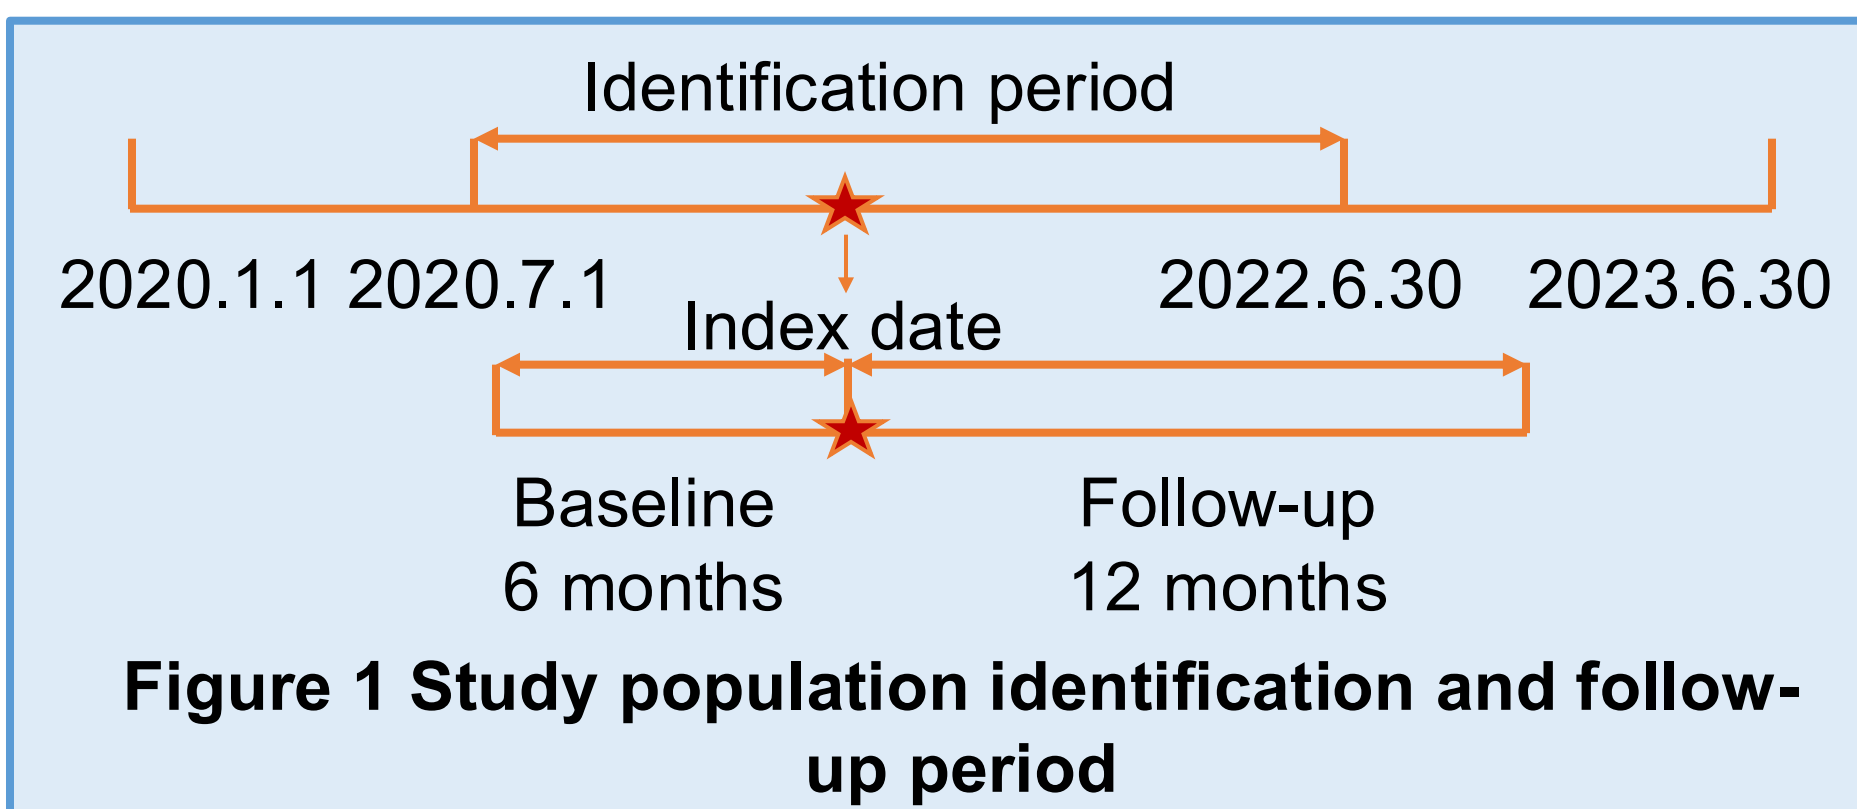 Identification period
2020.1.1 2020.7.1 2022.6.30 2023.6.30
Index date
Baseline Follow-up
6 months 12 months
Figure 1 Study population identification and follow-
up period